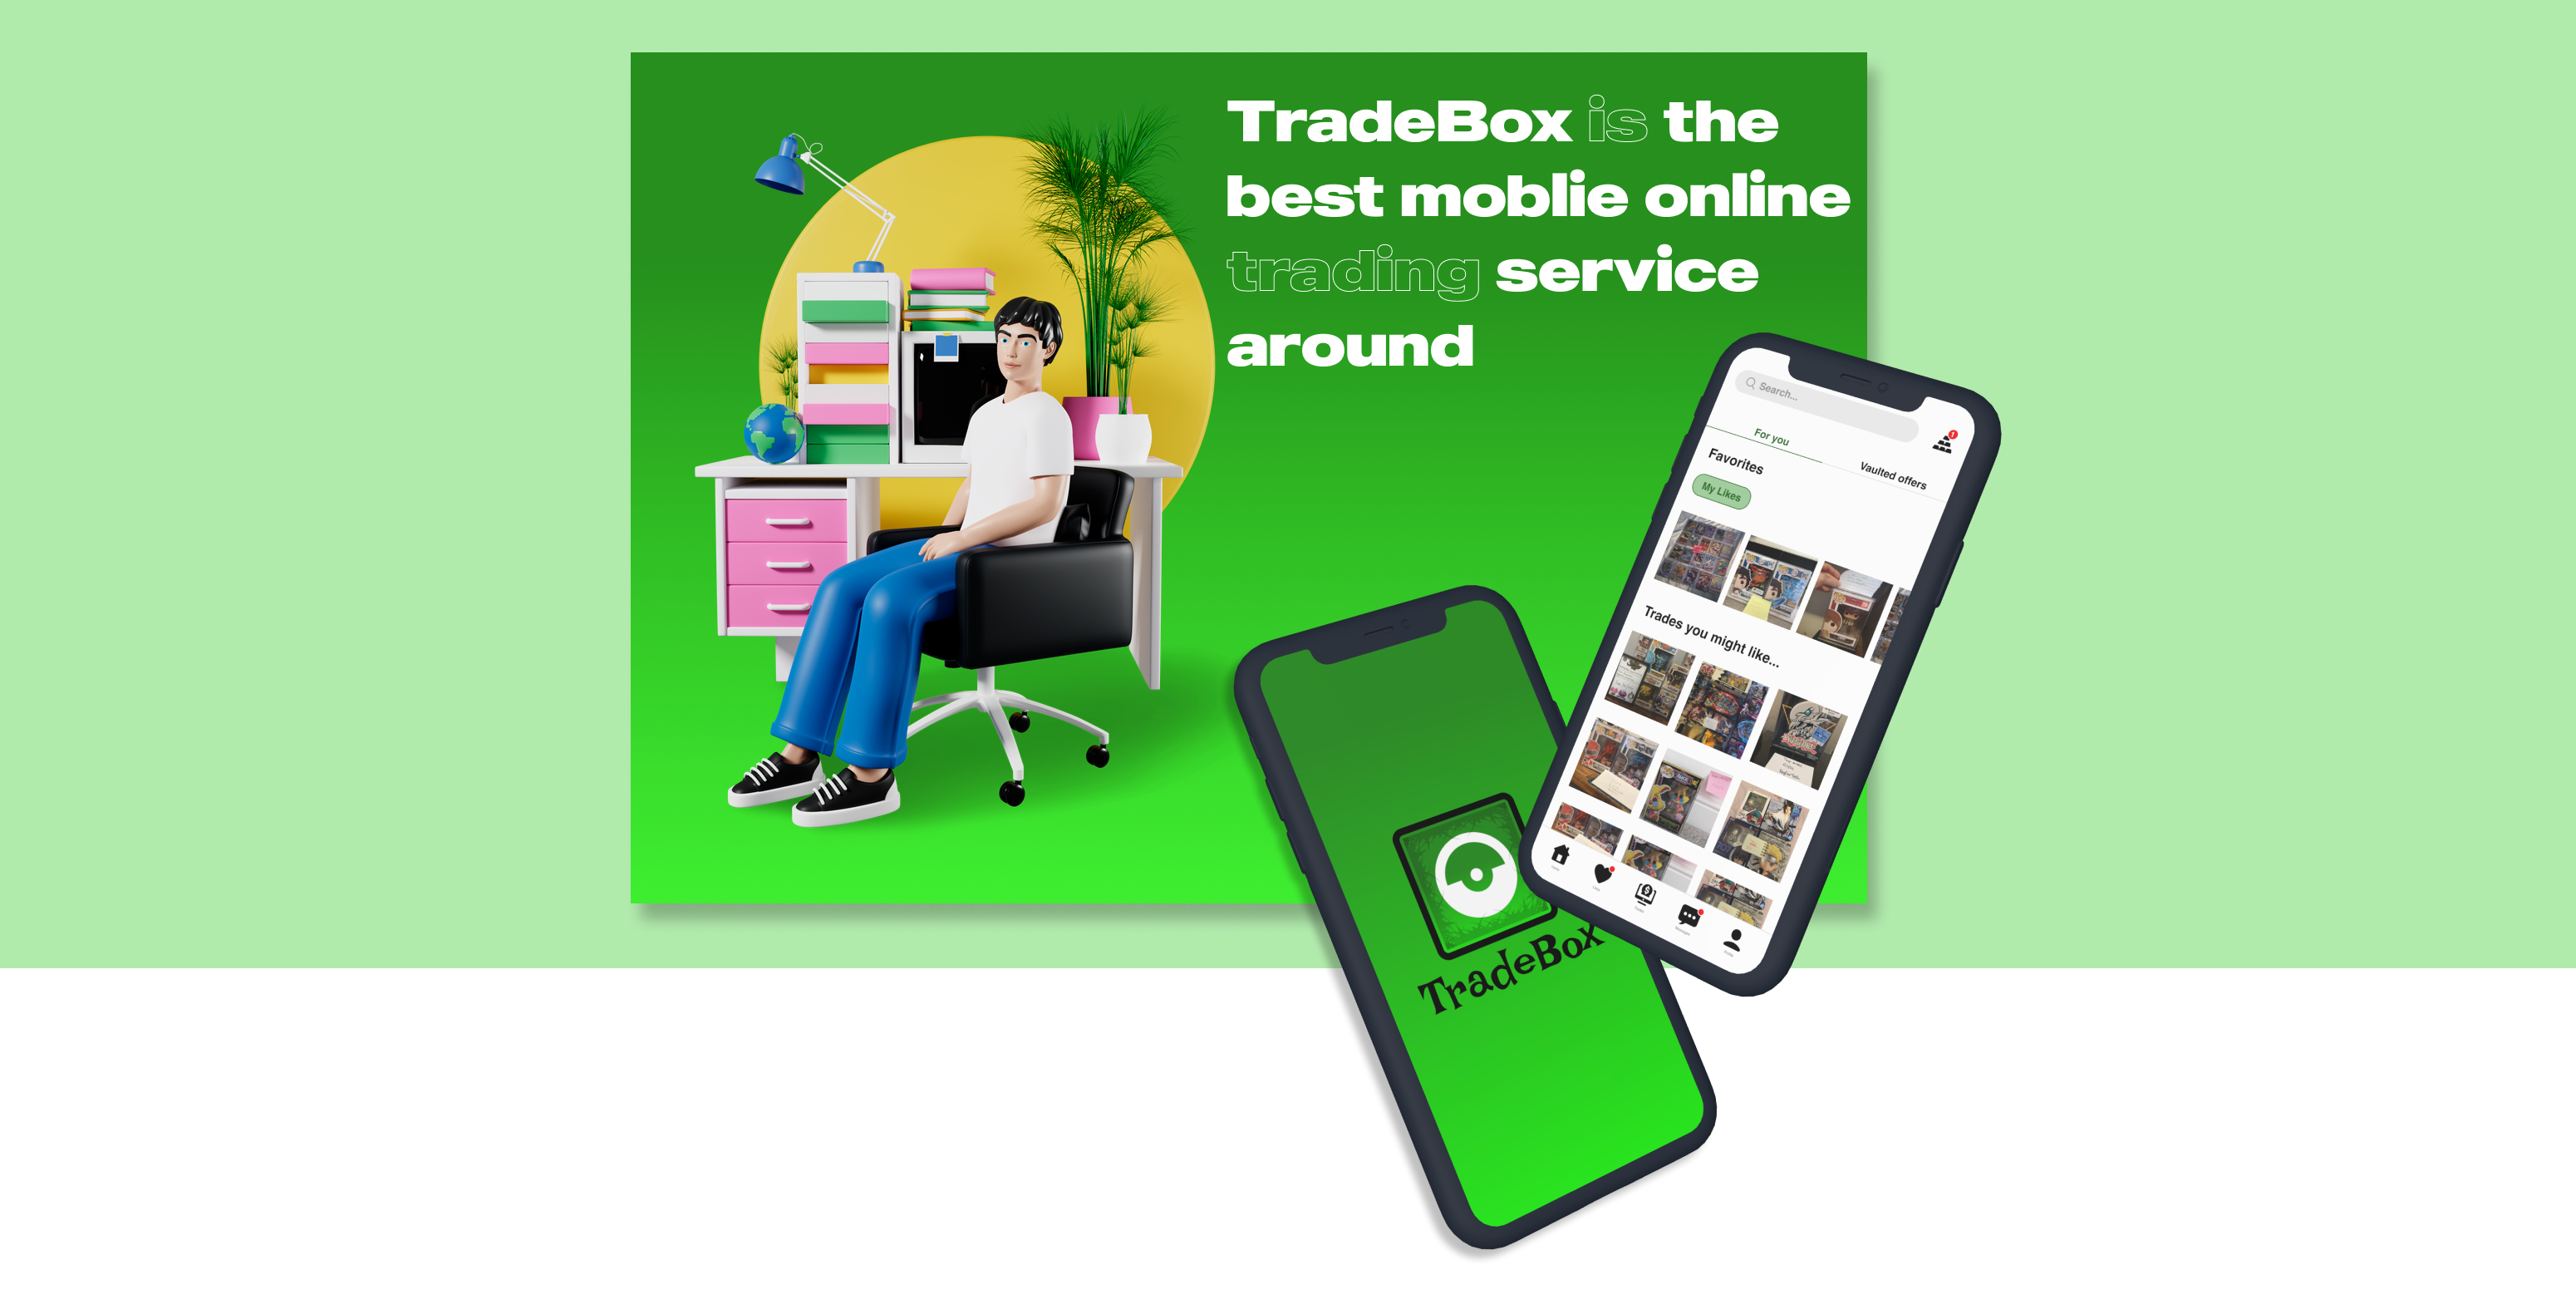 TradeBox is the
best moblie online
trading service
around
Search...
1
For you
Vaulted offers
Favorites
My Likes
Trades you might like...
TradeBox